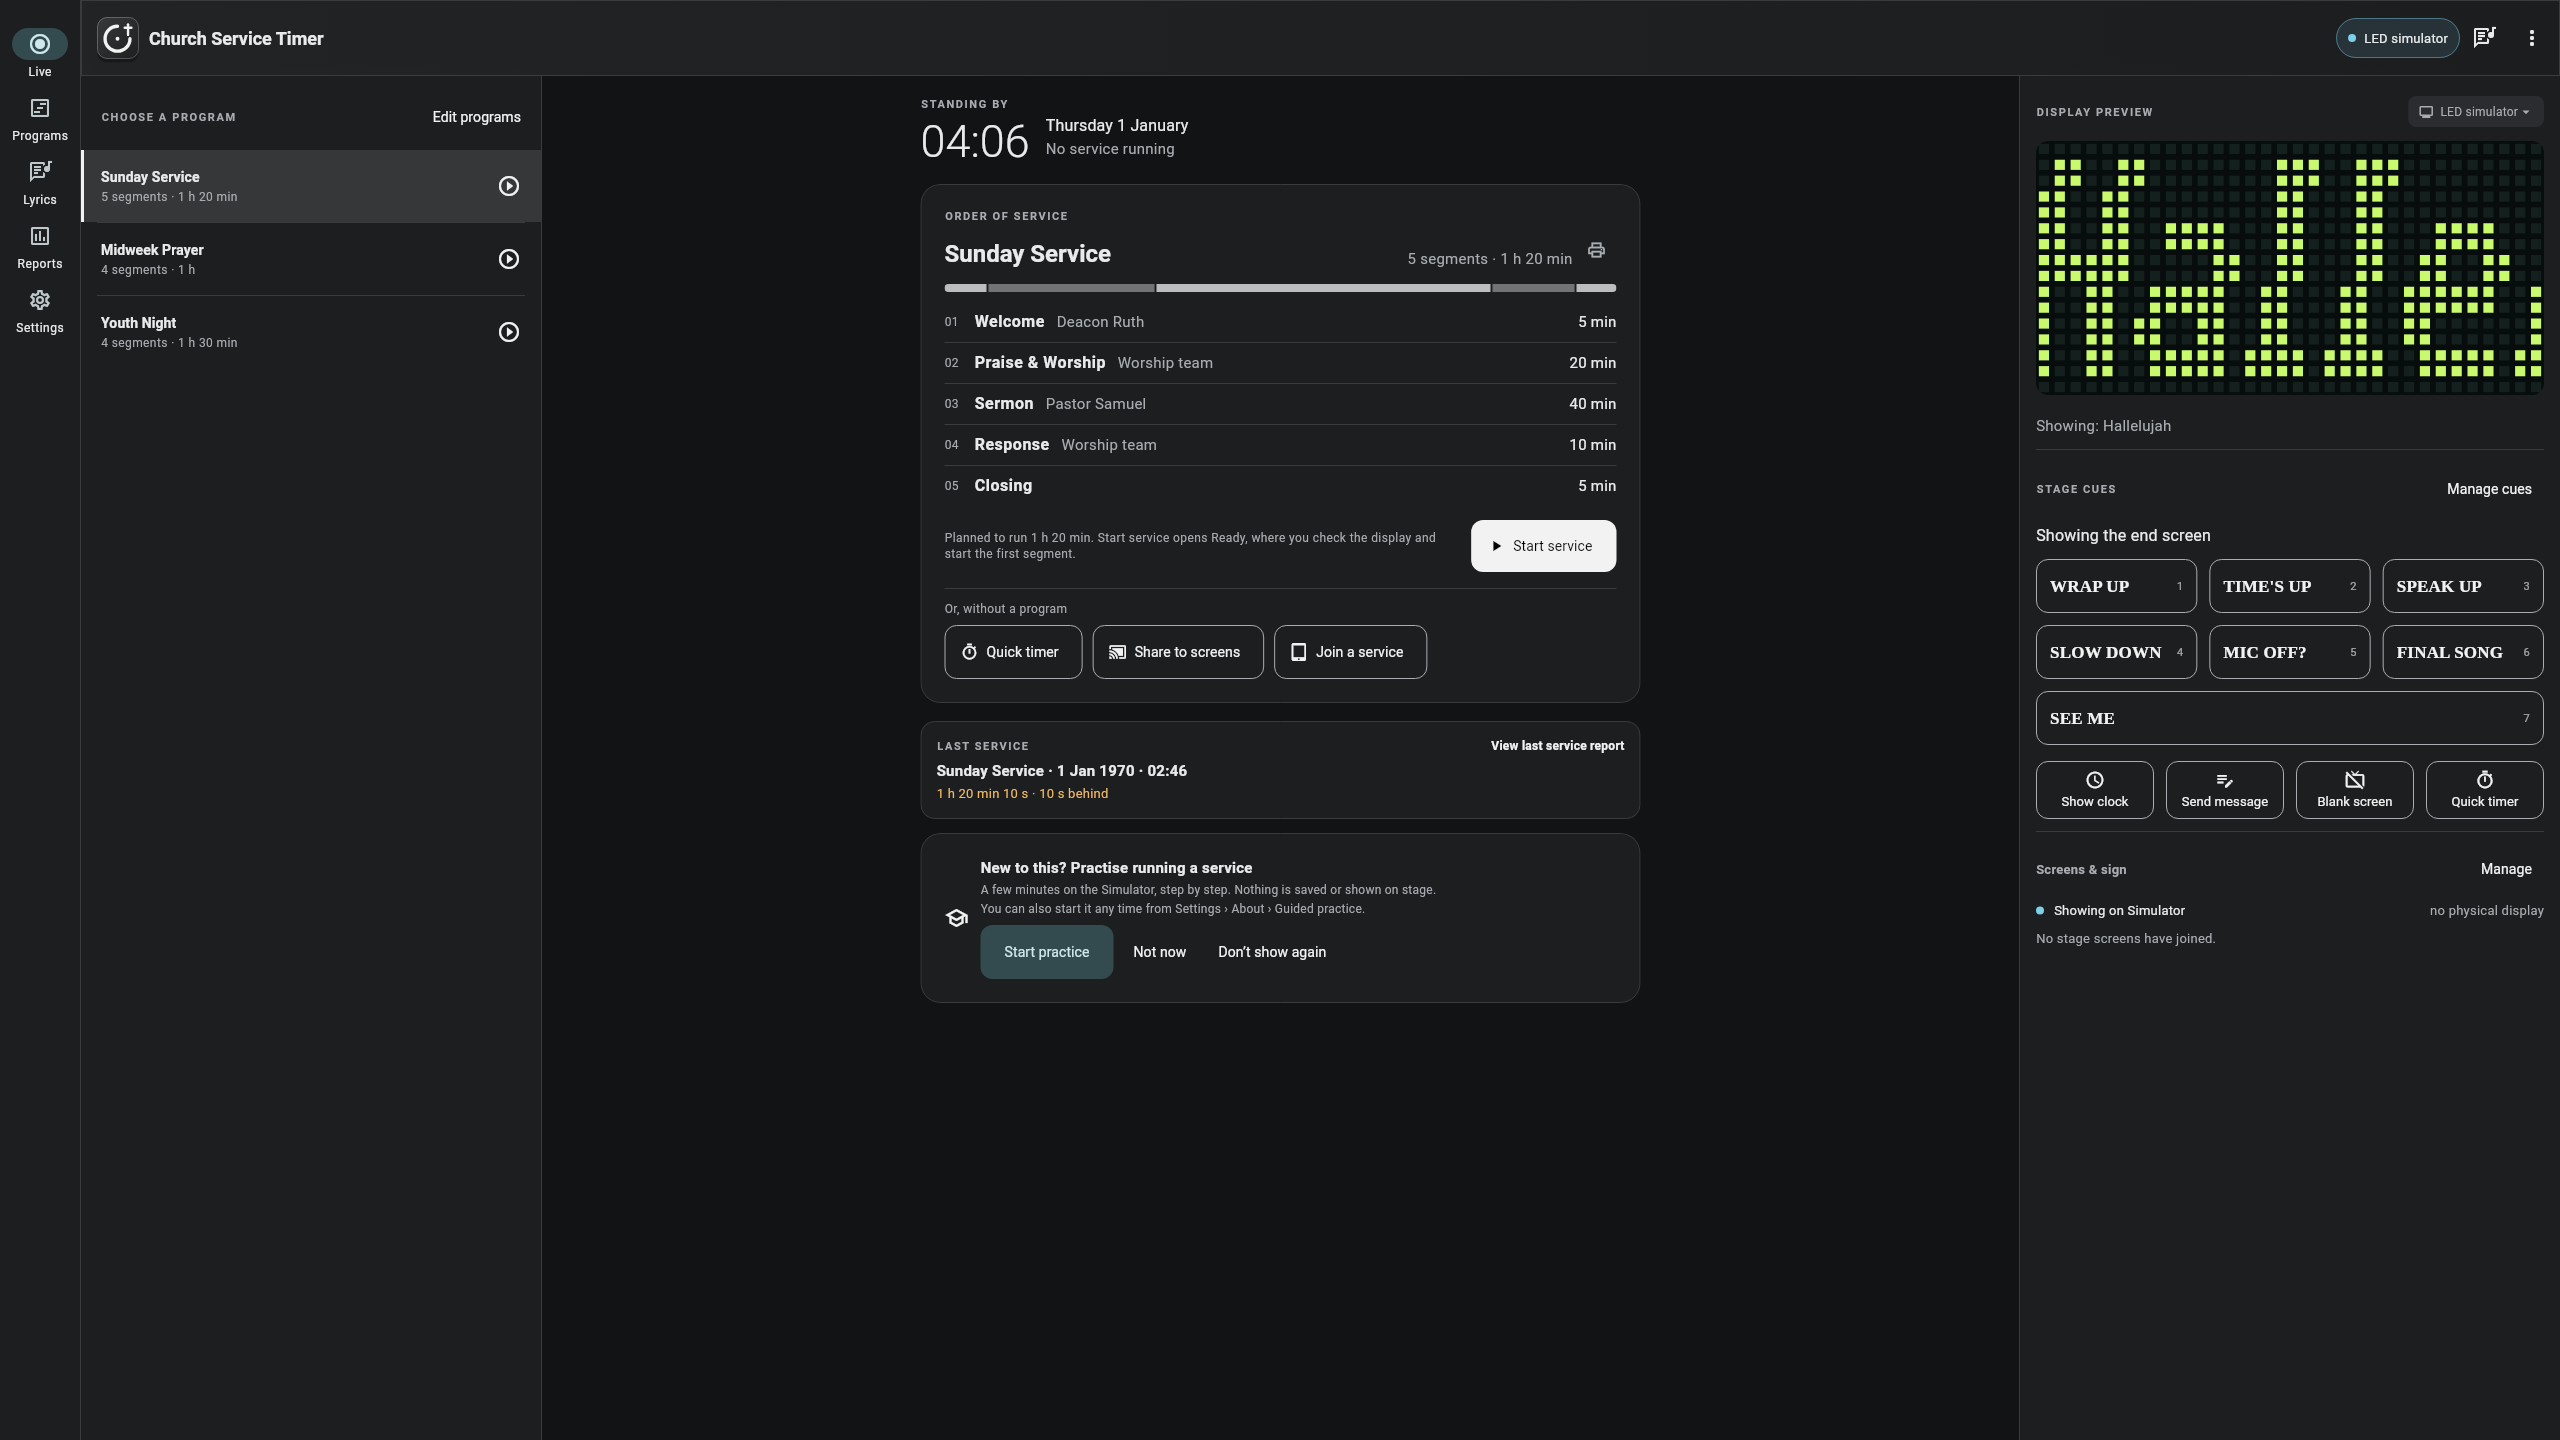 Church Service Timer
LED simulator
Live
Programs
Lyrics
Reports
Settings
CHOOSE A PROGRAM
Edit programs
Sunday Service
5 segments · 1 h 20 min
Midweek Prayer
4 segments · 1 h
Youth Night
4 segments · 1 h 30 min
STANDING BY
04:06
Thursday 1 January
No service running
ORDER OF SERVICE
Sunday Service
5 segments · 1 h 20 min
01 Welcome Deacon Ruth 5 min
02 Praise & Worship Worship team 20 min
03 Sermon Pastor Samuel 40 min
04 Response Worship team 10 min
05 Closing 5 min
Planned to run 1 h 20 min. Start service opens Ready, where you check the display and
start the first segment.
Start service
Or, without a program
Quick timer
Share to screens
Join a service
LAST SERVICE
View last service report
Sunday Service · 1 Jan 1970 · 02:46
1 h 20 min 10 s · 10 s behind
New to this? Practise running a service
A few minutes on the Simulator, step by step. Nothing is saved or shown on stage.
You can also start it any time from Settings › About › Guided practice.
Start practice
Not now
Don’t show again
DISPLAY PREVIEW
LED simulator
Showing: Hallelujah
STAGE CUES
Manage cues
Showing the end screen
WRAP UP 1
TIME'S UP 2
SPEAK UP 3
SLOW DOWN 4
MIC OFF? 5
FINAL SONG 6
SEE ME 7
Show clock
Send message
Blank screen
Quick timer
Screens & sign
Manage
Showing on Simulator
no physical display
No stage screens have joined.